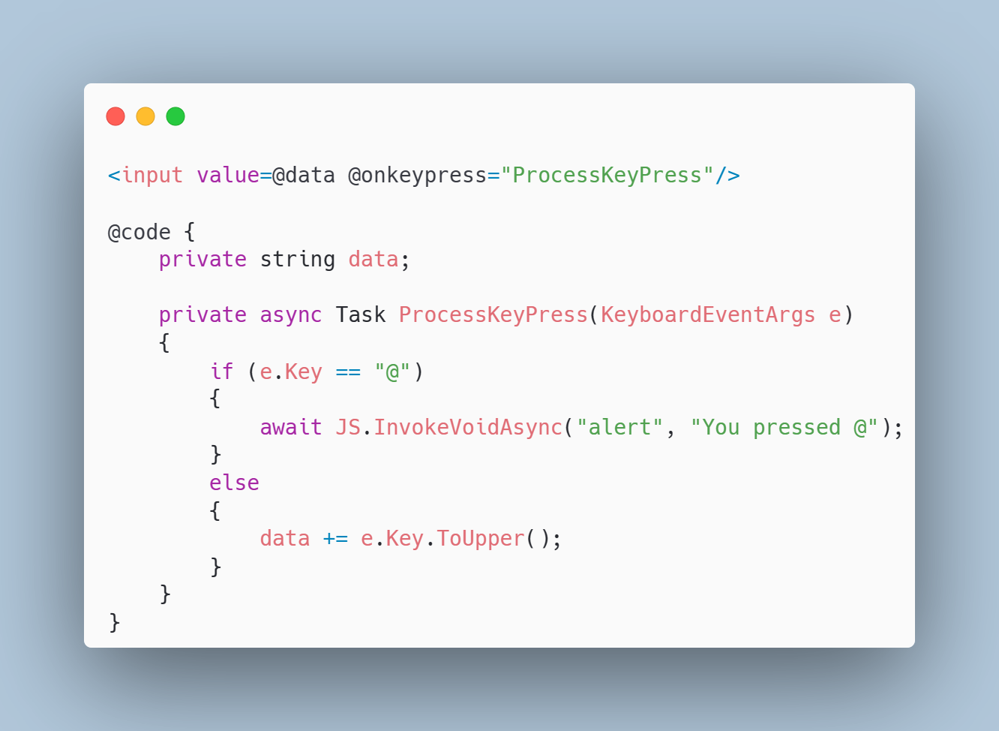 <input value=@data @onkeypress="ProcessKeyPress"/>

@code {
    private string data;

    private async Task ProcessKeyPress(KeyboardEventArgs e)
    {
        if (e.Key == "@")
        {
            await JS.InvokeVoidAsync("alert", "You pressed @");
        }
        else
        {
            data += e.Key.ToUpper();
        }
    }
}